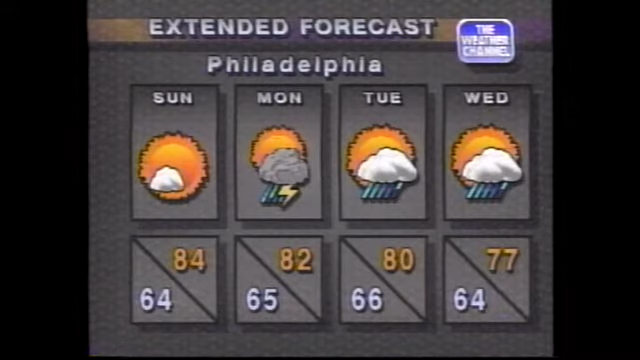 EXTENDED FORECAST
THE
WEATHER
CHANNEL
Philadelphia
SUN MON TUE WED
84 82 80 77
64 65 66 64